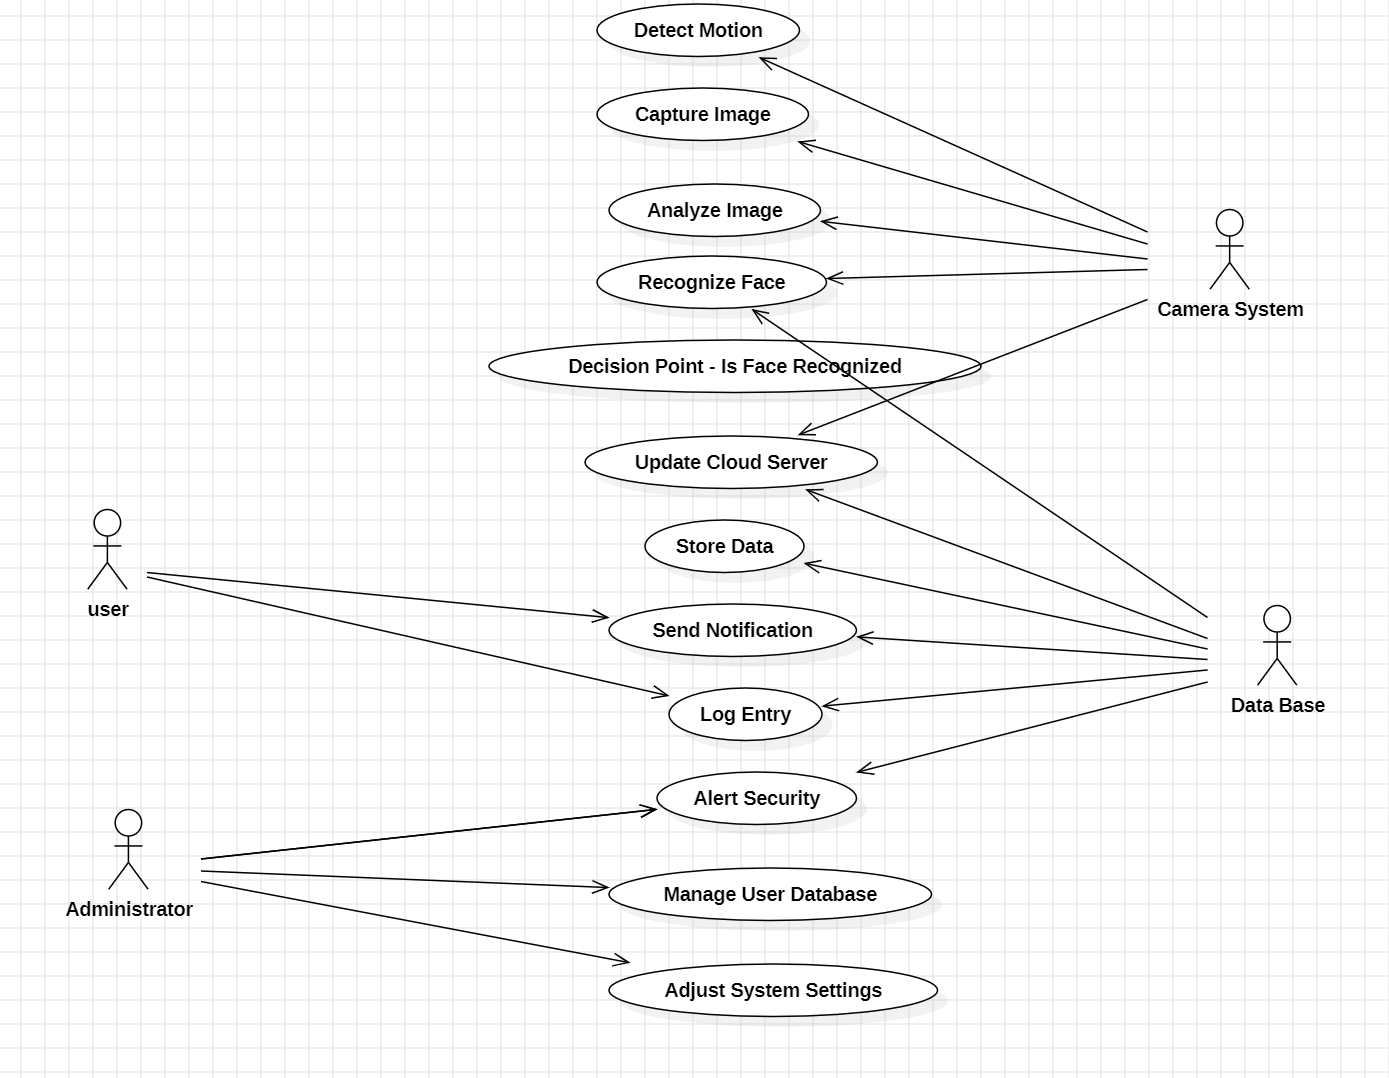 Detect Motion
Capture Image
Analyze Image
Recognize Face
Camera System
Decision Point - Is Face Recognized
Update Cloud Server
Store Data
user
Send Notification
Data Base
Log Entry
Alert Security
Manage User Database
Administrator
Adjust System Settings